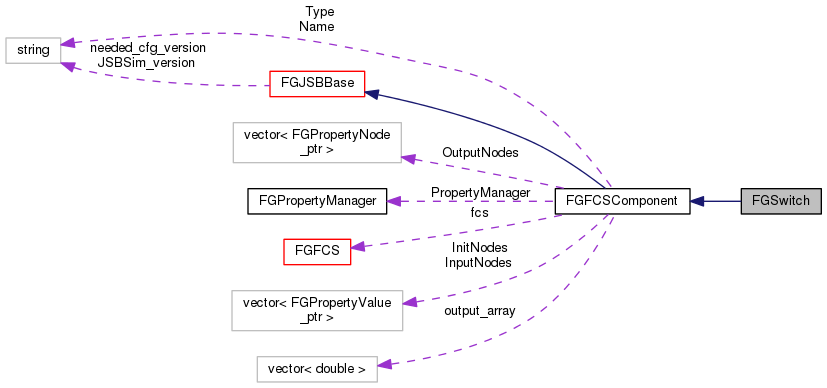 Type
Name
string
needed_cfg_version
JSBSim_version
FGJSBBase
vector< FGPropertyNode
_ptr >
OutputNodes
FGPropertyManager
PropertyManager
FGFCSComponent
FGSwitch
fcs
FGFCS
InitNodes
InputNodes
vector< FGPropertyValue
_ptr >
output_array
vector< double >